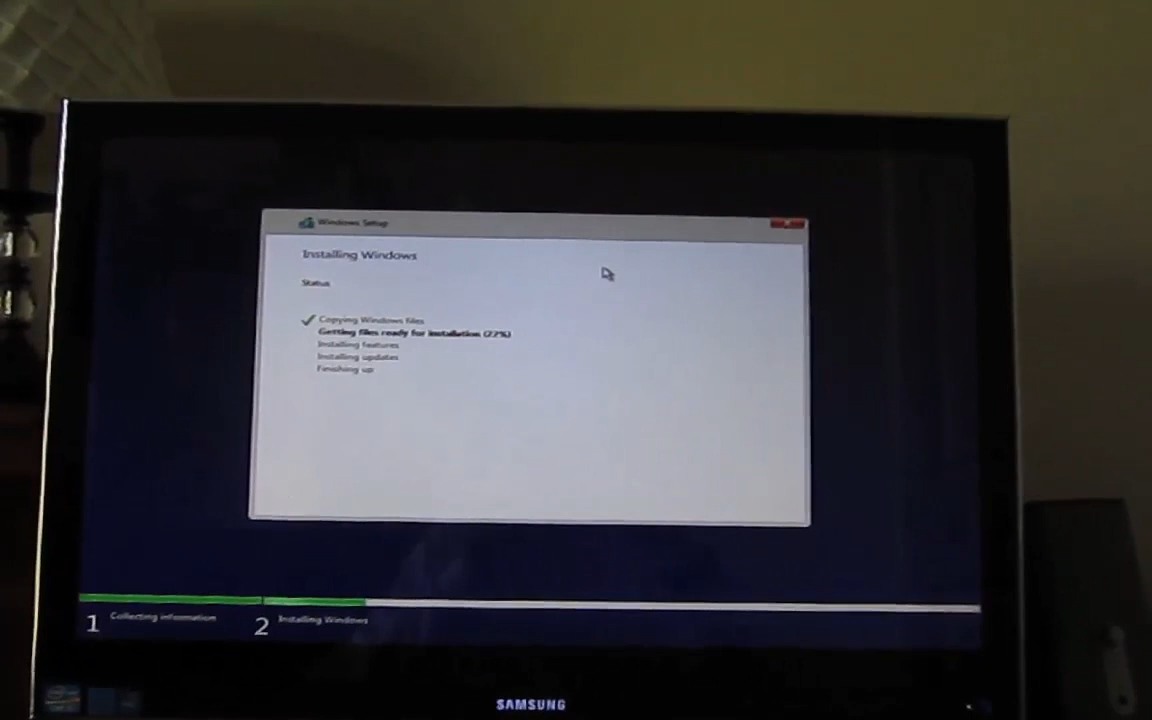 Windows Setup
Installing Windows
Status
Copying Windows files
Getting files ready for installation (27%)
Installing features
Installing updates
Finishing up
1 Collecting information
2 Installing Windows
SAMSUNG